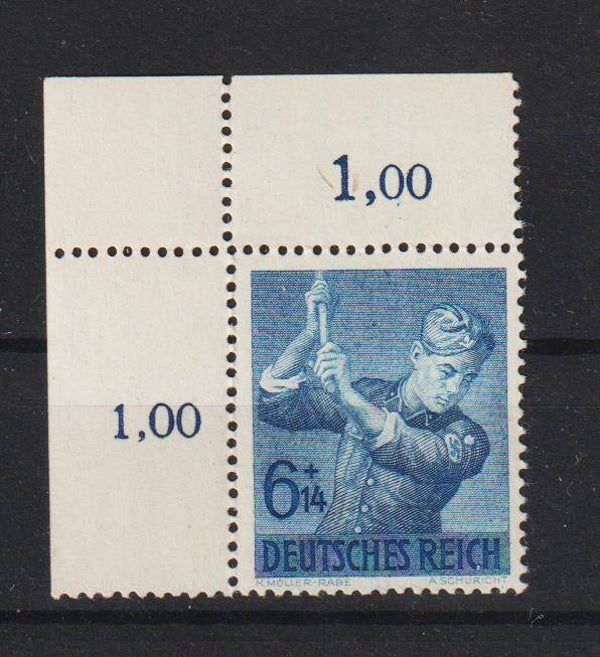 1,00
1,00
6+14
DEUTSCHES REICH
K.MÖLLER-RABE A.SCHURICHT